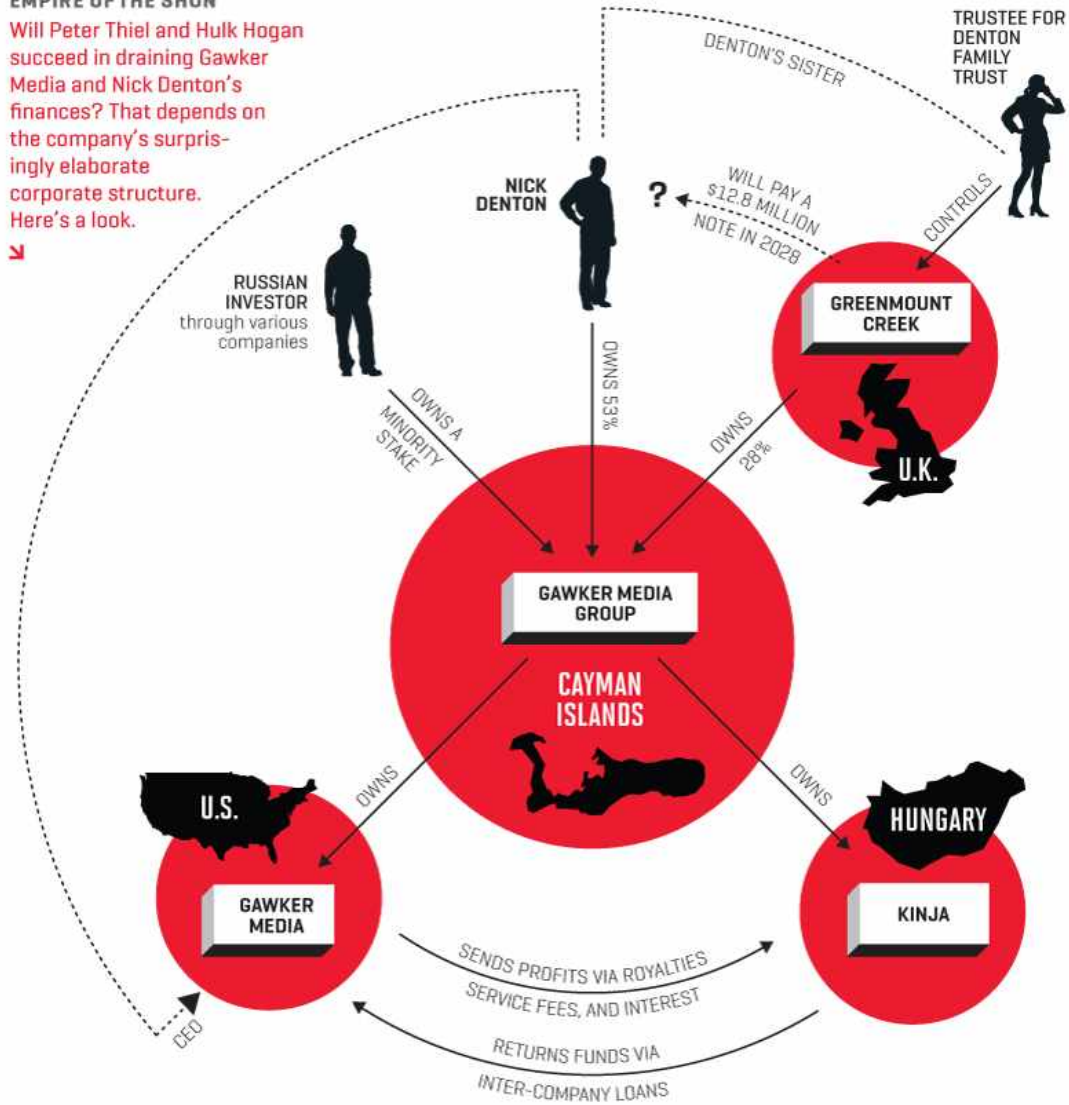 EMPIRE OF THE SHUN
Will Peter Thiel and Hulk Hogan
succeed in draining Gawker
Media and Nick Denton's
finances? That depends on
the company's surpris-
ingly elaborate
corporate structure.
Here's a look.
TRUSTEE FOR
DENTON
FAMILY
TRUST
DENTON'S SISTER
NICK
DENTON
?
WILL PAY A
$12.8 MILLION
NOTE IN 2028
CONTROLS
RUSSIAN
INVESTOR
through various
companies
GREENMOUNT
CREEK
U.K.
OWNS A
MINORITY
STAKE
OWNS 53%
OWNS
28%
GAWKER MEDIA
GROUP
CAYMAN
ISLANDS
OWNS
OWNS
U.S.
GAWKER
MEDIA
HUNGARY
KINJA
SENDS PROFITS VIA ROYALTIES
SERVICE FEES, AND INTEREST
RETURNS FUNDS VIA
INTER-COMPANY LOANS
CEO